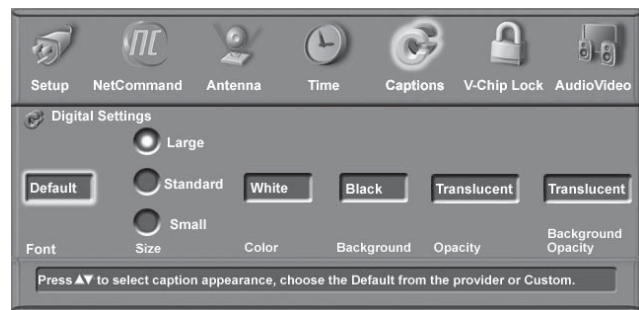 Setup NetCommand Antenna Time Captions V-Chip Lock AudioVideo
Digital Settings
Large
Default Standard White Black Translucent Translucent
Small
Font Size Color Background Opacity Background Opacity
Press ▲▼ to select caption appearance, choose the Default from the provider or Custom.